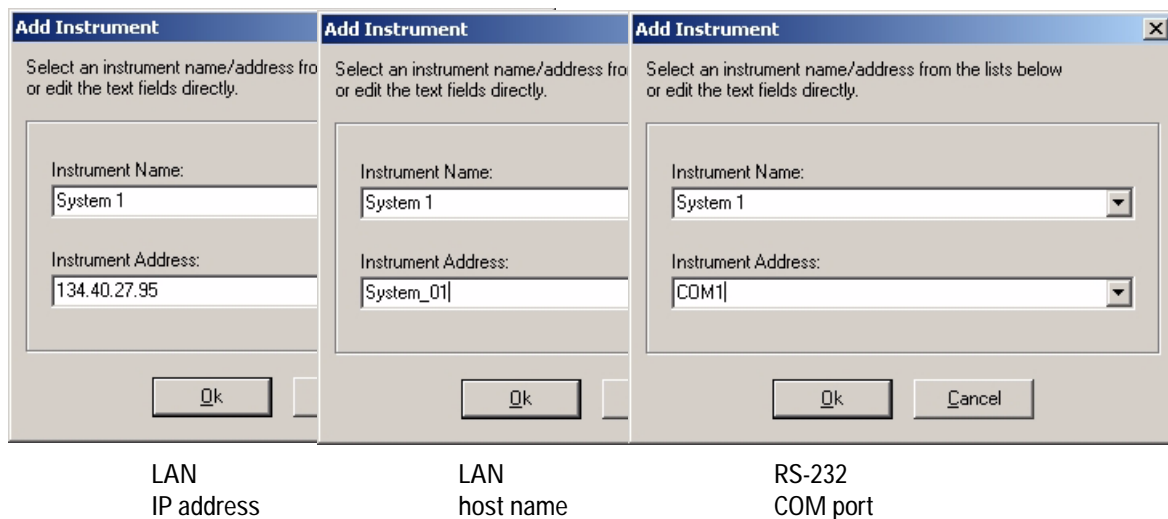 Add Instrument
Select an instrument name/address fro
or edit the text fields directly.
Instrument Name:
System 1
Instrument Address:
134.40.27.95
Ok
LAN
IP address
Add Instrument
Select an instrument name/address fro
or edit the text fields directly.
Instrument Name:
System 1
Instrument Address:
System_01
Ok
LAN
host name
Add Instrument
Select an instrument name/address from the lists below
or edit the text fields directly.
Instrument Name:
System 1
Instrument Address:
COM1
Ok
Cancel
RS-232
COM port